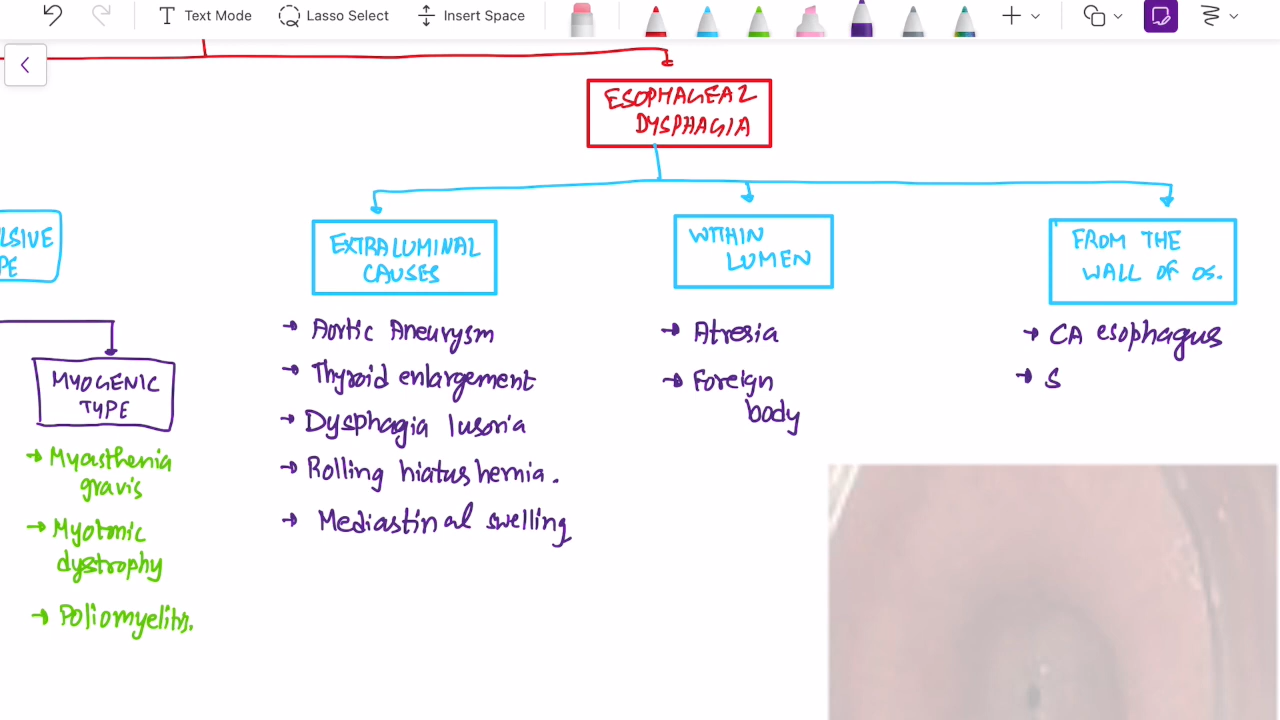 Text Mode
Lasso Select
Insert Space
ESOPHAGEAL
DYSPHAGIA
LSIVE
PE
EXTRALUMINAL
CAUSES
WITHIN
LUMEN
FROM THE
WALL OF OS.
MYOGENIC
TYPE
→ Myasthenia
gravis
→ Myotonic
dystrophy
→ Poliomyelitis.
→ Aortic Aneurysm
→ Thyroid enlargement
→ Dysphagia lusoria
→ Rolling hiatus hernia.
→ Mediastinal swelling
→ Atresia
→ Foreign
body
→ CA esophagus
→ S